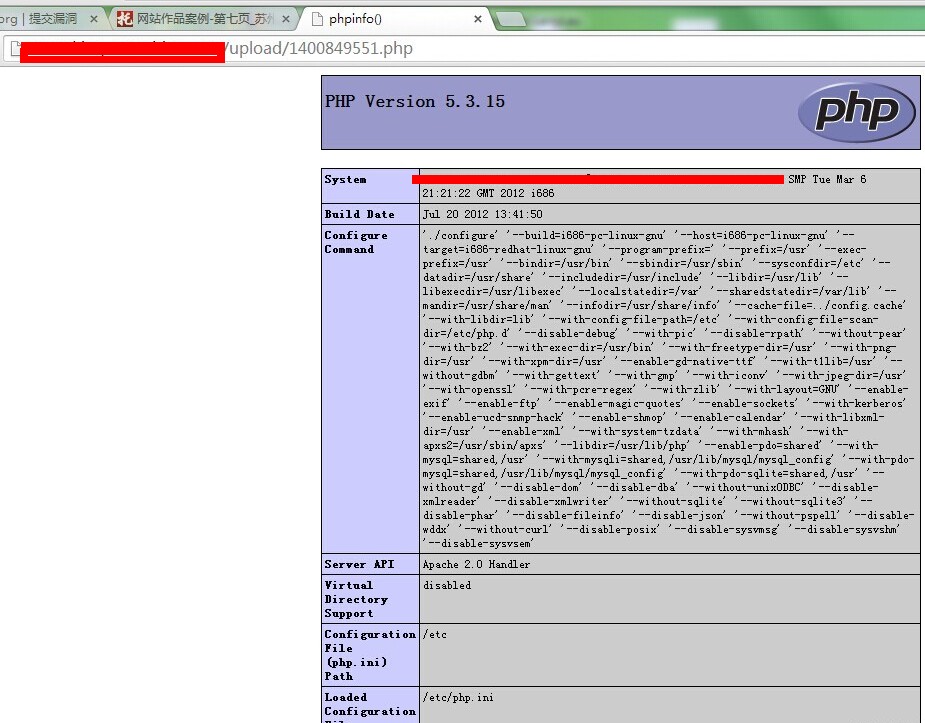 org | 提交漏洞
网站作品案例-第七页_苏州
phpinfo()
/upload/1400849551.php
PHP Version 5.3.15
php
System
SMP Tue Mar 6
21:21:22 GMT 2012 i686
Build Date
Jul 20 2012 13:41:50
Configure
Command
'./configure' '--build=i686-pc-linux-gnu' '--host=i686-pc-linux-gnu' '--
target=i686-redhat-linux-gnu' '--program-prefix=' '--prefix=/usr' '--exec-
prefix=/usr' '--bindir=/usr/bin' '--sbindir=/usr/sbin' '--sysconfdir=/etc' '--
datadir=/usr/share' '--includedir=/usr/include' '--libdir=/usr/lib' '--
libexecdir=/usr/libexec' '--localstatedir=/var' '--sharedstatedir=/var/lib' '--
mandir=/usr/share/man' '--infodir=/usr/share/info' '--cache-file=../config.cache'
'--with-libdir=lib' '--with-config-file-path=/etc' '--with-config-file-scan-
dir=/etc/php.d' '--disable-debug' '--with-pic' '--disable-rpath' '--without-pear'
'--with-bz2' '--with-exec-dir=/usr/bin' '--with-freetype-dir=/usr' '--with-png-
dir=/usr' '--with-xpm-dir=/usr' '--enable-gd-native-ttf' '--with-t1lib=/usr' '--
without-gdbm' '--with-gettext' '--with-gmp' '--with-iconv' '--with-jpeg-dir=/usr'
'--with-openssl' '--with-pcre-regex' '--with-zlib' '--with-layout=GNU' '--enable-
exif' '--enable-ftp' '--enable-magic-quotes' '--enable-sockets' '--with-kerberos'
'--enable-ucd-snmp-hack' '--enable-shmop' '--enable-calendar' '--with-libxml-
dir=/usr' '--enable-xml' '--with-system-tzdata' '--with-mhash' '--with-
apxs2=/usr/sbin/apxs' '--libdir=/usr/lib/php' '--enable-pdo=shared' '--with-
mysql=shared,/usr' '--with-mysqli=shared,/usr/lib/mysql/mysql_config' '--with-pdo-
mysql=shared,/usr/lib/mysql/mysql_config' '--with-pdo-sqlite=shared,/usr' '--
without-gd' '--disable-dom' '--disable-dba' '--without-unixODBC' '--disable-
xmlreader' '--disable-xmlwriter' '--without-sqlite' '--without-sqlite3' '--
disable-phar' '--disable-fileinfo' '--disable-json' '--without-pspell' '--disable-
wddx' '--without-curl' '--disable-posix' '--disable-sysvmsg' '--disable-sysvshm'
'--disable-sysvsem'
Server API
Apache 2.0 Handler
Virtual
Directory
Support
disabled
Configuration
File
(php.ini)
Path
/etc
Loaded
Configuration
/etc/php.ini